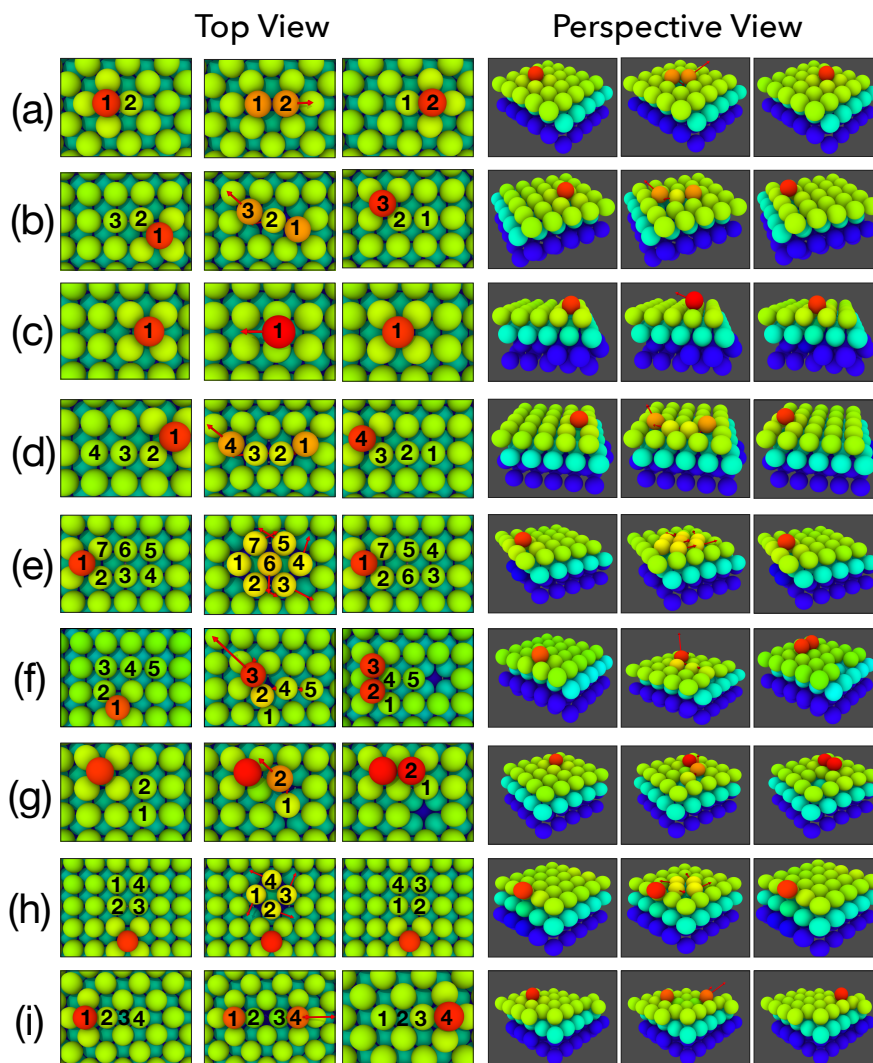 Top View Perspective View
(a) 1 2 1 2 1 2
(b) 3 2 1 3 2 1 3 2 1
(c) 1 1 1
(d) 4 3 2 1 4 3 2 1 4 3 2 1
(e) 7 6 5 7 5 7 5 4
1 1 6 4 1
2 3 4 2 3 2 6 3
(f) 3 4 5 3 4 5 3 4 5
2 2 2
1 1 1
(g) 2 2 2
1 1 1
(h) 1 4 4 4 3
2 3 1 3 1 2
2
(i) 1 2 3 4 1 2 3 4 1 2 3 4